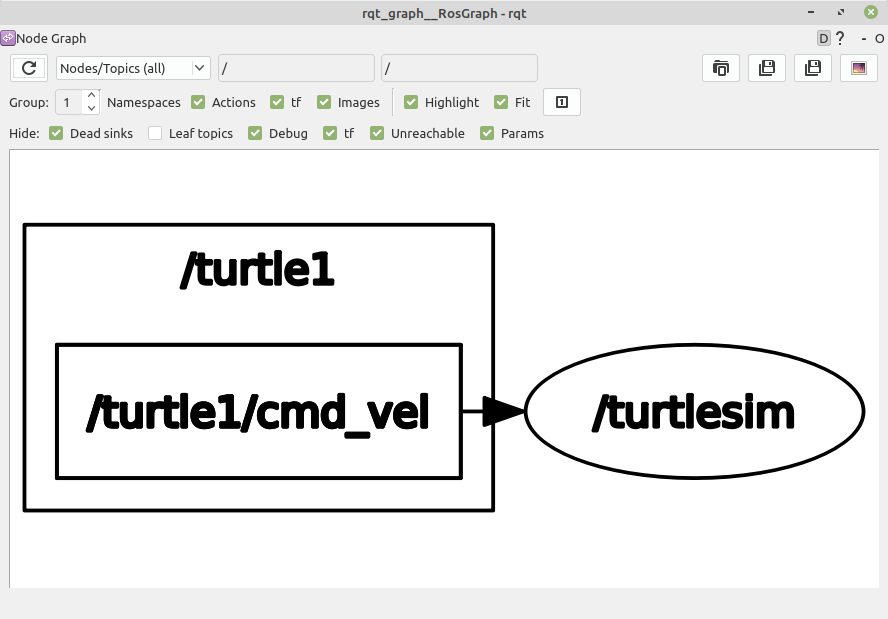 rqt_graph__RosGraph - rqt
Node Graph D ? - O
Nodes/Topics (all) / /
Group: 1 Namespaces Actions tf Images Highlight Fit 1
Hide: Dead sinks Leaf topics Debug tf Unreachable Params
/turtle1
/turtle1/cmd_vel /turtlesim